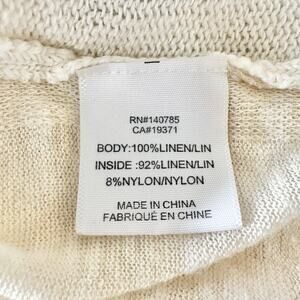 RN#140785
CA#19371
BODY:100%LINEN/LIN
INSIDE :92%LINEN/LIN
8%NYLON/NYLON
MADE IN CHINA
FABRIQUÉ EN CHINE